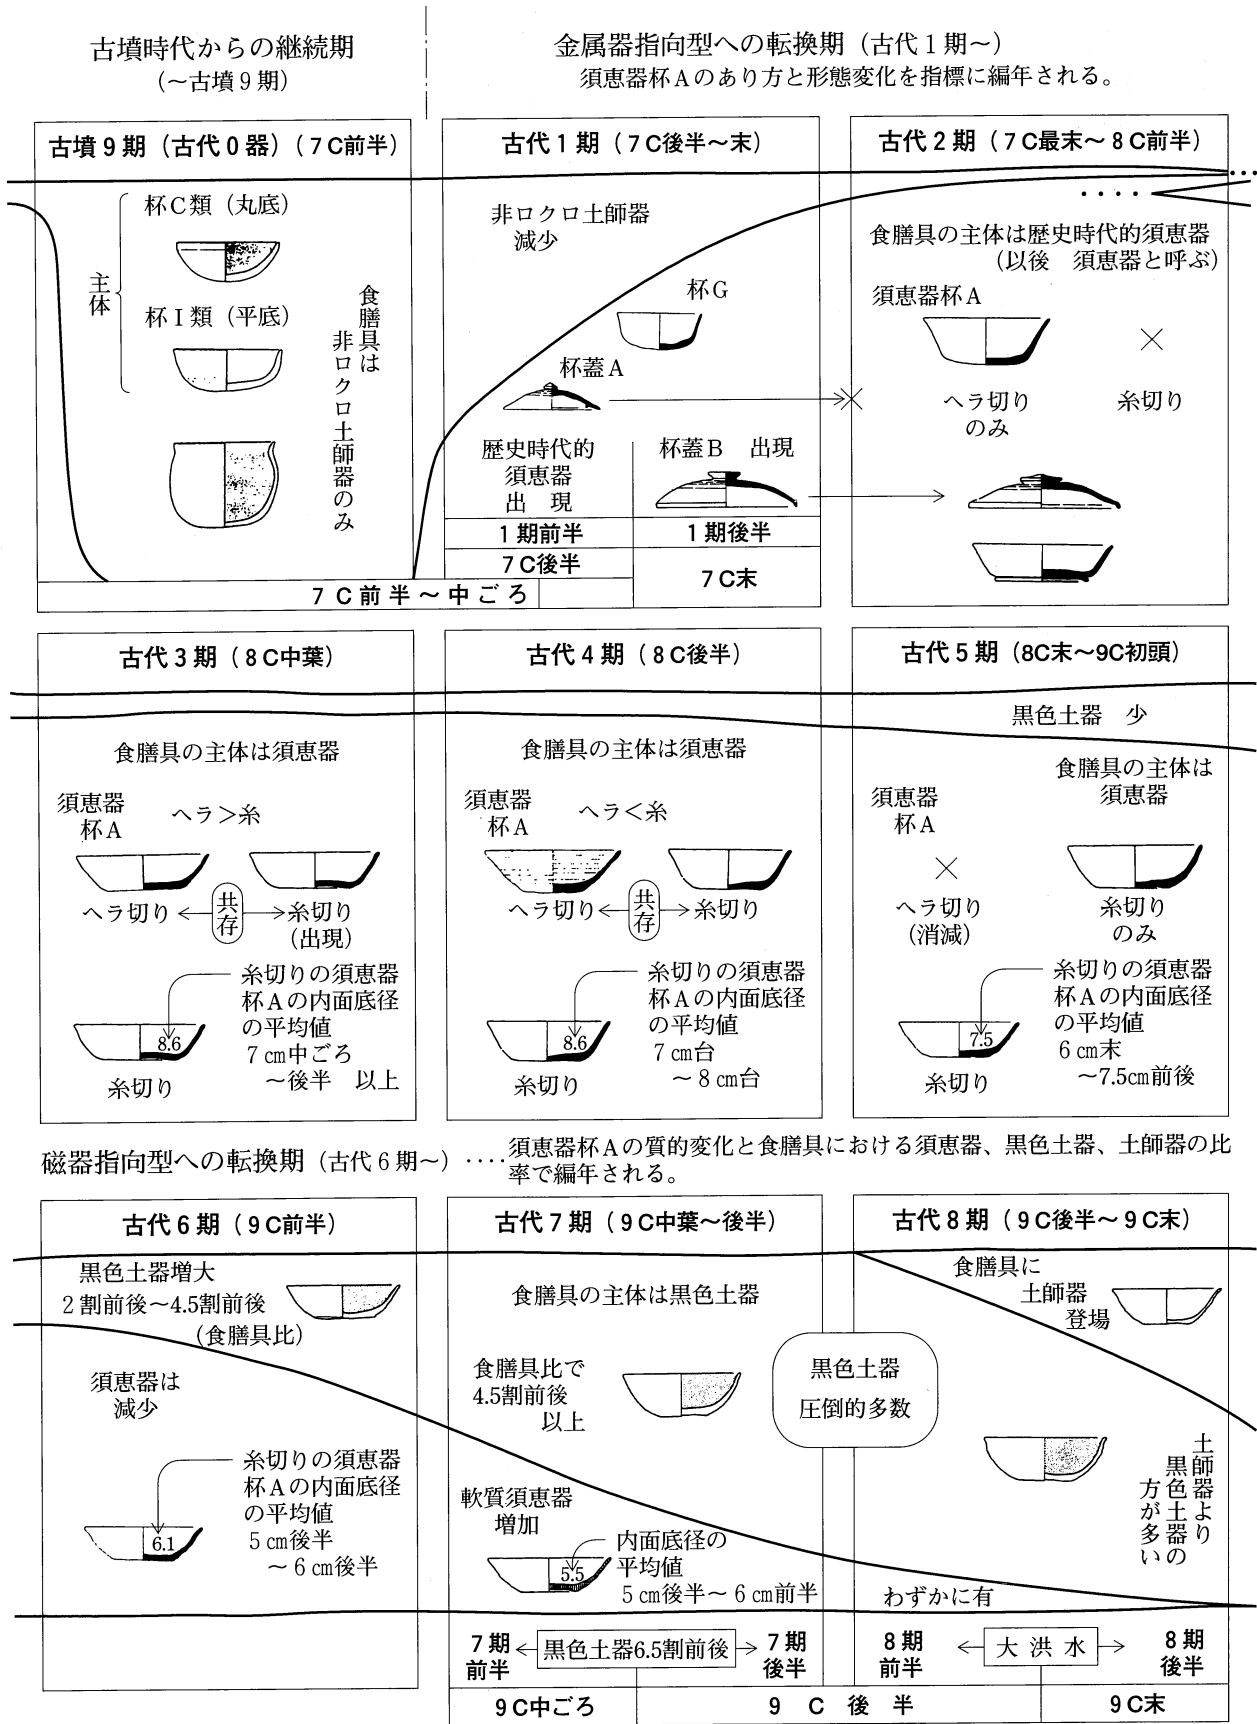 古墳時代からの継続期
(～古墳９期)
金属器指向型への転換期 (古代１期～)
須恵器杯Ａのあり方と形態変化を指標に編年される。
古墳９期 (古代０器) (７C前半)
杯Ｃ類 (丸底)
主体
杯Ｉ類 (平底)
食膳具は
非ロクロ土師器のみ
古代１期 (７C後半～末)
非ロクロ土師器
減少
杯Ｇ
杯蓋Ａ
歴史時代的
須恵器
出　現
杯蓋Ｂ　出現
１期前半
１期後半
７C後半
７C末
７Ｃ前半～中ごろ
古代２期 (７C最末～８C前半)
‥‥
食膳具の主体は歴史時代的須恵器
(以後　須恵器と呼ぶ)
須恵器杯Ａ
×
ヘラ切り
のみ
糸切り
×
古代３期 (８C中葉)
食膳具の主体は須恵器
須恵器
杯Ａ
ヘラ＞糸
ヘラ切り
共存
糸切り
(出現)
糸切りの須恵器
杯Ａの内面底径
の平均値
７㎝中ごろ
～後半　以上
8.6
糸切り
古代４期 (８C後半)
食膳具の主体は須恵器
須恵器
杯Ａ
ヘラ＜糸
ヘラ切り
共存
糸切り
糸切りの須恵器
杯Ａの内面底径
の平均値
７㎝台
～８㎝台
8.6
糸切り
古代５期 (8C末～9C初頭)
黒色土器　少
食膳具の主体は
須恵器
須恵器
杯Ａ
×
ヘラ切り
(消滅)
糸切り
のみ
糸切りの須恵器
杯Ａの内面底径
の平均値
６㎝末
～7.5㎝前後
7.5
糸切り
磁器指向型への転換期 (古代６期～) ‥‥須恵器杯Ａの質的変化と食膳具における須恵器、黒色土器、土師器の比
率で編年される。
古代６期 (９C前半)
黒色土器増大
２割前後～4.5割前後
(食膳具比)
須恵器は
減少
糸切りの須恵器
杯Ａの内面底径
の平均値
５㎝後半
～６㎝後半
6.1
古代７期 (９C中葉～後半)
食膳具の主体は黒色土器
食膳具比で
4.5割前後
以上
黒色土器
圧倒的多数
軟質須恵器
増加
内面底径の
平均値
５㎝後半～６㎝前半
5.5
７期
前半
黒色土器6.5割前後
７期
後半
古代８期 (９C後半～９C末)
食膳具に
土師器
登場
土師器より
黒色土器の
方が多い
わずかに有
８期
前半
大洪水
８期
後半
９C中ごろ
９Ｃ後半
９C末